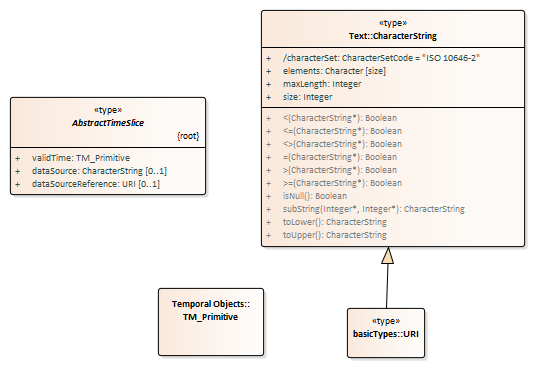 «type»
Text::CharacterString
+ /characterSet: CharacterSetCode = "ISO 10646-2"
+ elements: Character [size]
+ maxLength: Integer
+ size: Integer
+ <(CharacterString*): Boolean
+ <=(CharacterString*): Boolean
+ <>(CharacterString*): Boolean
+ =(CharacterString*): Boolean
+ >(CharacterString*): Boolean
+ >=(CharacterString*): Boolean
+ isNull(): Boolean
+ subString(Integer*, Integer*): CharacterString
+ toLower(): CharacterString
+ toUpper(): CharacterString
«type»
AbstractTimeSlice
{root}
+ validTime: TM_Primitive
+ dataSource: CharacterString [0..1]
+ dataSourceReference: URI [0..1]
Temporal Objects::
TM_Primitive
«type»
basicTypes::URI